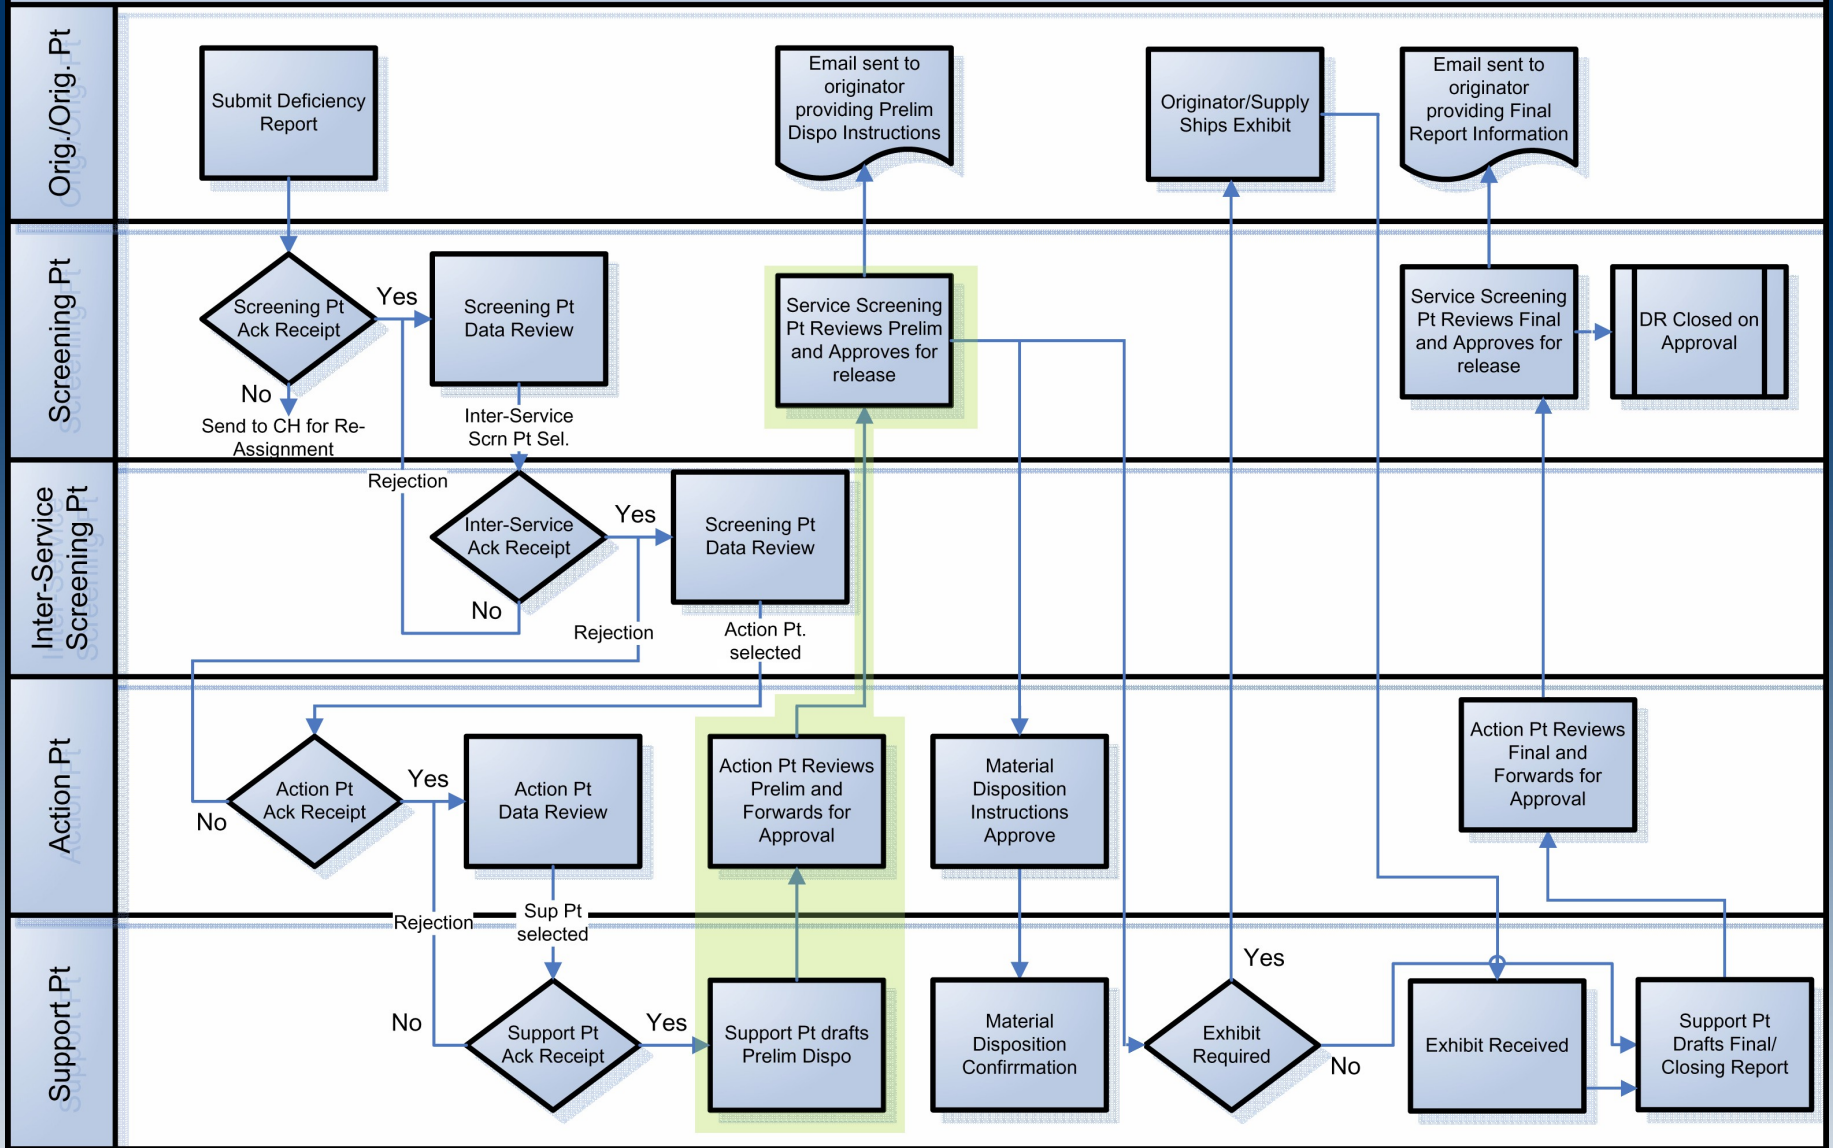 Orig./Orig. Pt
Submit Deficiency
Report
Email sent to
originator
providing Prelim
Dispo Instructions
Originator/Supply
Ships Exhibit
Email sent to
originator
providing Final
Report Information
Screening Pt
Screening Pt
Ack Receipt
Yes
No
Send to CH for Re-
Assignment
Screening Pt
Data Review
Inter-Service
Scrn Pt Sel.
Service Screening
Pt Reviews Prelim
and Approves for
release
Service Screening
Pt Reviews Final
and Approves for
release
DR Closed on
Approval
Inter-Service
Screening Pt
Rejection
Inter-Service
Ack Receipt
Yes
No
Rejection
Screening Pt
Data Review
Action Pt.
selected
Action Pt
Action Pt
Ack Receipt
Yes
No
Action Pt
Data Review
Rejection
Sup Pt
selected
Action Pt Reviews
Prelim and
Forwards for
Approval
Material
Disposition
Instructions
Approve
Action Pt Reviews
Final and
Forwards for
Approval
Support Pt
No
Support Pt
Ack Receipt
Yes
Support Pt drafts
Prelim Dispo
Material
Disposition
Confirrmation
Yes
Exhibit
Required
No
Exhibit Received
Support Pt
Drafts Final/
Closing Report